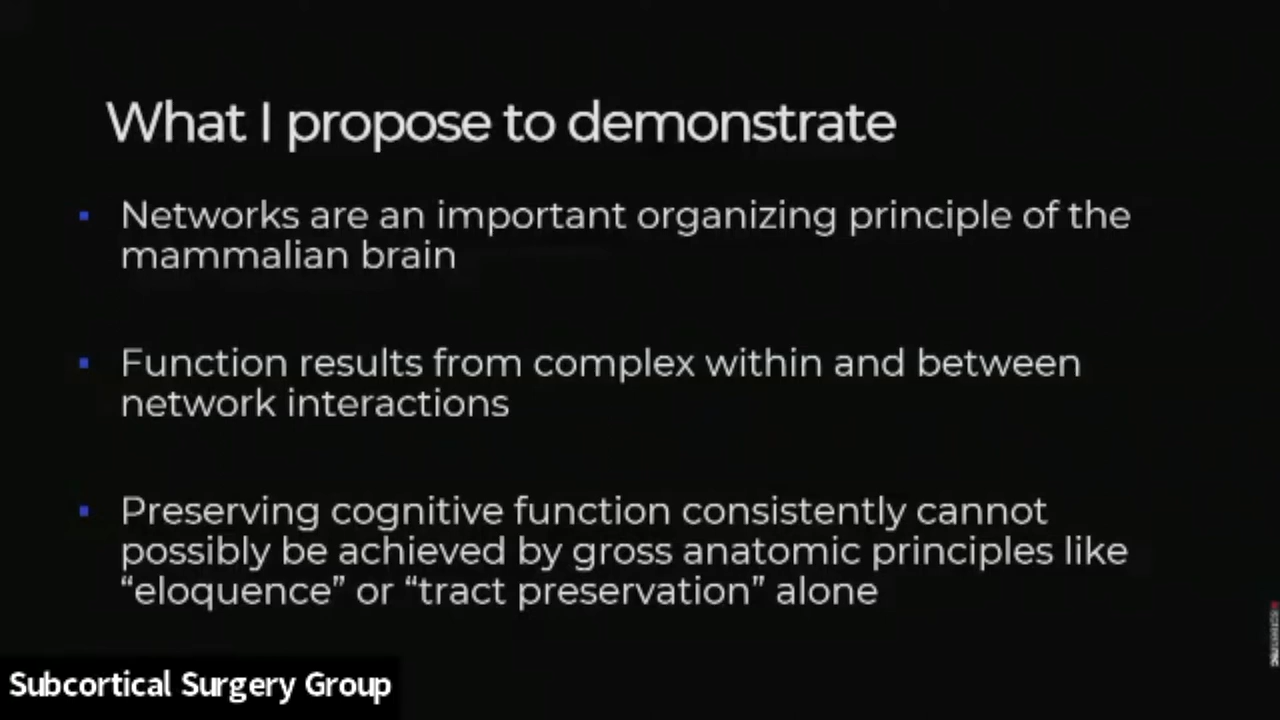 What I propose to demonstrate
Networks are an important organizing principle of the
mammalian brain
Function results from complex within and between
network interactions
Preserving cognitive function consistently cannot
possibly be achieved by gross anatomic principles like
“eloquence” or “tract preservation” alone
Subcortical Surgery Group